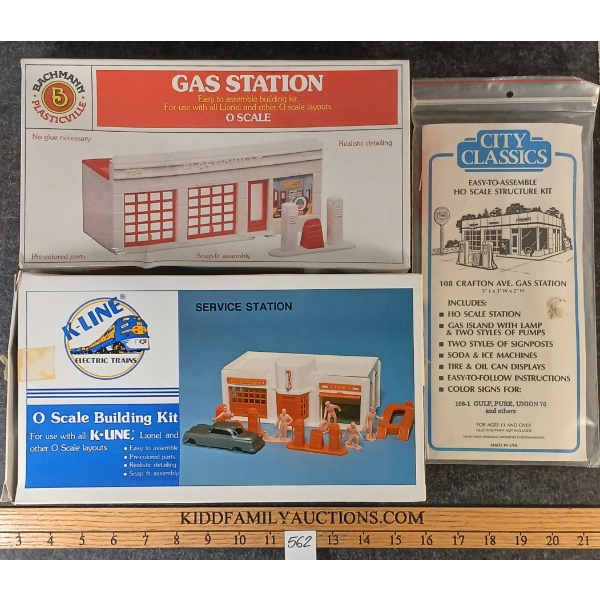 BACHMANN
B
PLASTICVILLE
GAS STATION
Easy to assemble building kit.
For use with all Lionel and other O scale layouts.
O SCALE
No glue necessary
Realistic detailing
PLASTICVILLE
Pre-colored parts
Snap-fit assembly
CITY
CLASSICS
EASY-TO-ASSEMBLE
HO SCALE STRUCTURE KIT
108 CRAFTON AVE. GAS STATION
5" L x 3" W x 2" H
INCLUDES:
■ HO SCALE STATION
■ GAS ISLAND WITH LAMP
& TWO STYLES OF PUMPS
■ TWO STYLES OF SIGNPOSTS
■ SODA & ICE MACHINES
■ TIRE & OIL CAN DISPLAYS
■ EASY-TO-FOLLOW INSTRUCTIONS
■ COLOR SIGNS FOR:
108-1 GULF, PURE, UNION 76
and others
FOR AGES 13 AND OVER
MADE IN USA
K-LINE®
ELECTRIC TRAINS
SERVICE STATION
O Scale Building Kit
For use with all K-LINE, Lionel and
other O Scale layouts
• Easy to assemble
• Pre-colored parts
• Realistic detailing
• Snap fit assembly
KIDDFAMILYAUCTIONS.COM
3 4 5 6 7 8 9 10 11 12 13 14 15 16 17 18 19 20 21
562